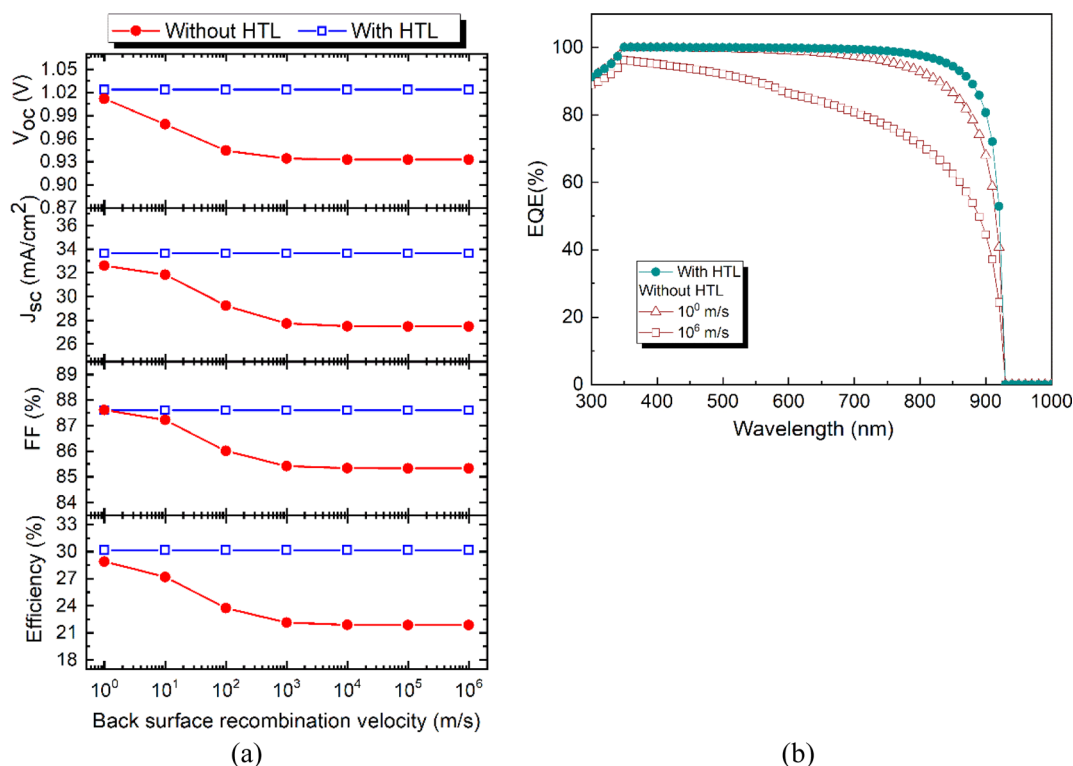 Without HTL With HTL
V_OC (V)
1.05
1.02
0.99
0.96
0.93
0.90
0.87
J_SC (mA/cm²)
36
34
32
30
28
26
FF (%)
89
88
87
86
85
84
Efficiency (%)
33
30
27
24
21
18
10⁰ 10¹ 10² 10³ 10⁴ 10⁵ 10⁶
Back surface recombination velocity (m/s)
(a)
(b)
EQE(%)
100
80
60
40
20
0
With HTL
Without HTL
10⁰ m/s
10⁶ m/s
300 400 500 600 700 800 900 1000
Wavelength (nm)
(b)